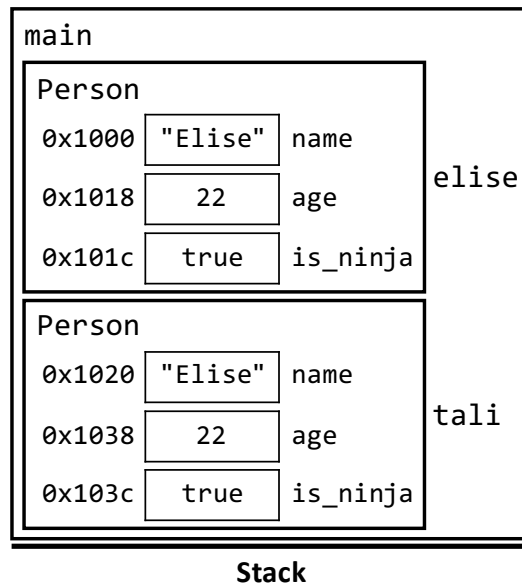 main
Person
0x1000 "Elise" name
0x1018 22 age
0x101c true is_ninja
elise
Person
0x1020 "Elise" name
0x1038 22 age
0x103c true is_ninja
tali
Stack